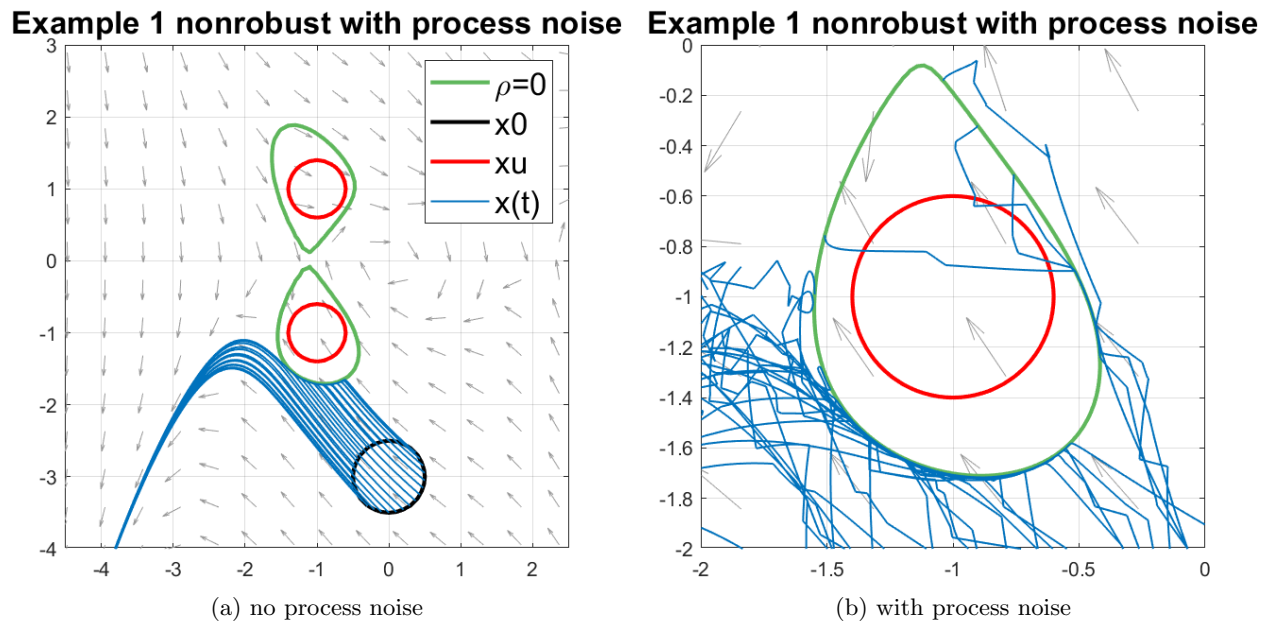 Example 1 nonrobust with process noise
3
2
1
0
-1
-2
-3
-4
-4 -3 -2 -1 0 1 2
ρ=0
x0
xu
x(t)
(a) no process noise
Example 1 nonrobust with process noise
0
-0.2
-0.4
-0.6
-0.8
-1
-1.2
-1.4
-1.6
-1.8
-2
-2 -1.5 -1 -0.5 0
(b) with process noise